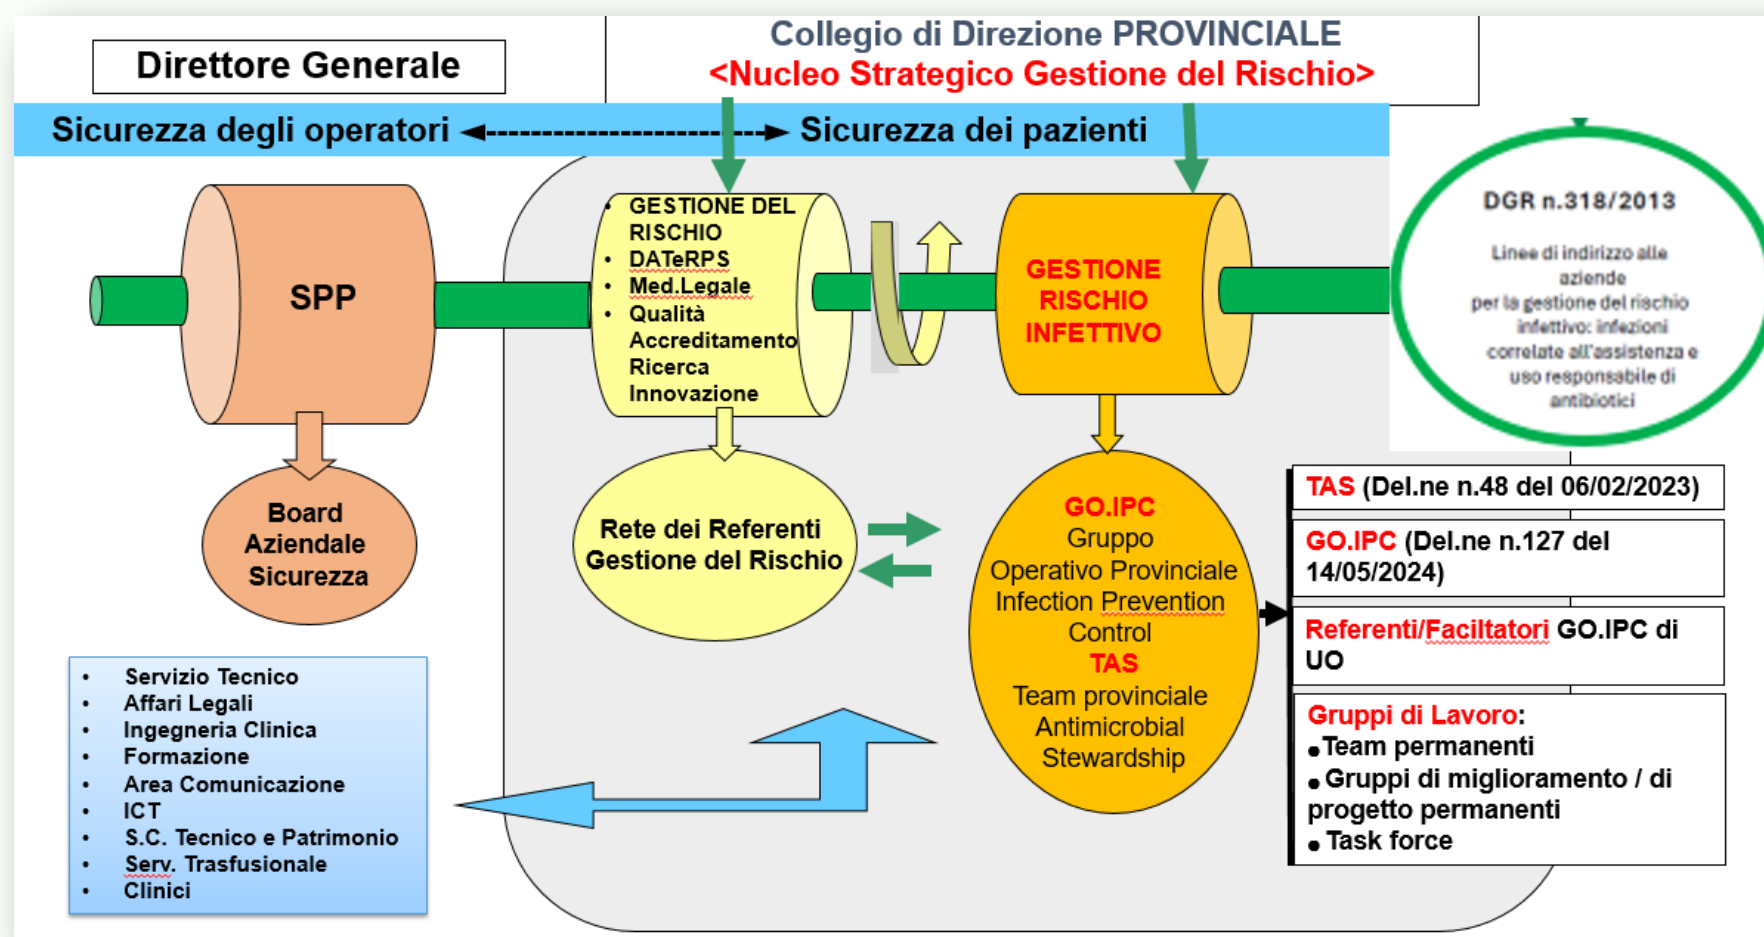 Direttore Generale
Collegio di Direzione PROVINCIALE
<Nucleo Strategico Gestione del Rischio>
Sicurezza degli operatori
Sicurezza dei pazienti
SPP
• GESTIONE DEL
RISCHIO
• DATeRPS
• Med.Legale
• Qualità
Accreditamento
Ricerca
Innovazione
GESTIONE
RISCHIO
INFETTIVO
DGR n.318/2013
Linee di indirizzo alle
aziende
per la gestione del rischio
infettivo: infezioni
correlate all'assistenza e
uso responsabile di
antibiotici
Board
Aziendale
Sicurezza
Rete dei Referenti
Gestione del Rischio
GO.IPC
Gruppo
Operativo Provinciale
Infection Prevention
Control
TAS
Team provinciale
Antimicrobial
Stewardship
TAS (Del.ne n.48 del 06/02/2023)
GO.IPC (Del.ne n.127 del
14/05/2024)
Referenti/Faciltatori GO.IPC di
UO
Gruppi di Lavoro:
• Team permanenti
• Gruppi di miglioramento / di
progetto permanenti
• Task force
• Servizio Tecnico
• Affari Legali
• Ingegneria Clinica
• Formazione
• Area Comunicazione
• ICT
• S.C. Tecnico e Patrimonio
• Serv. Trasfusionale
• Clinici